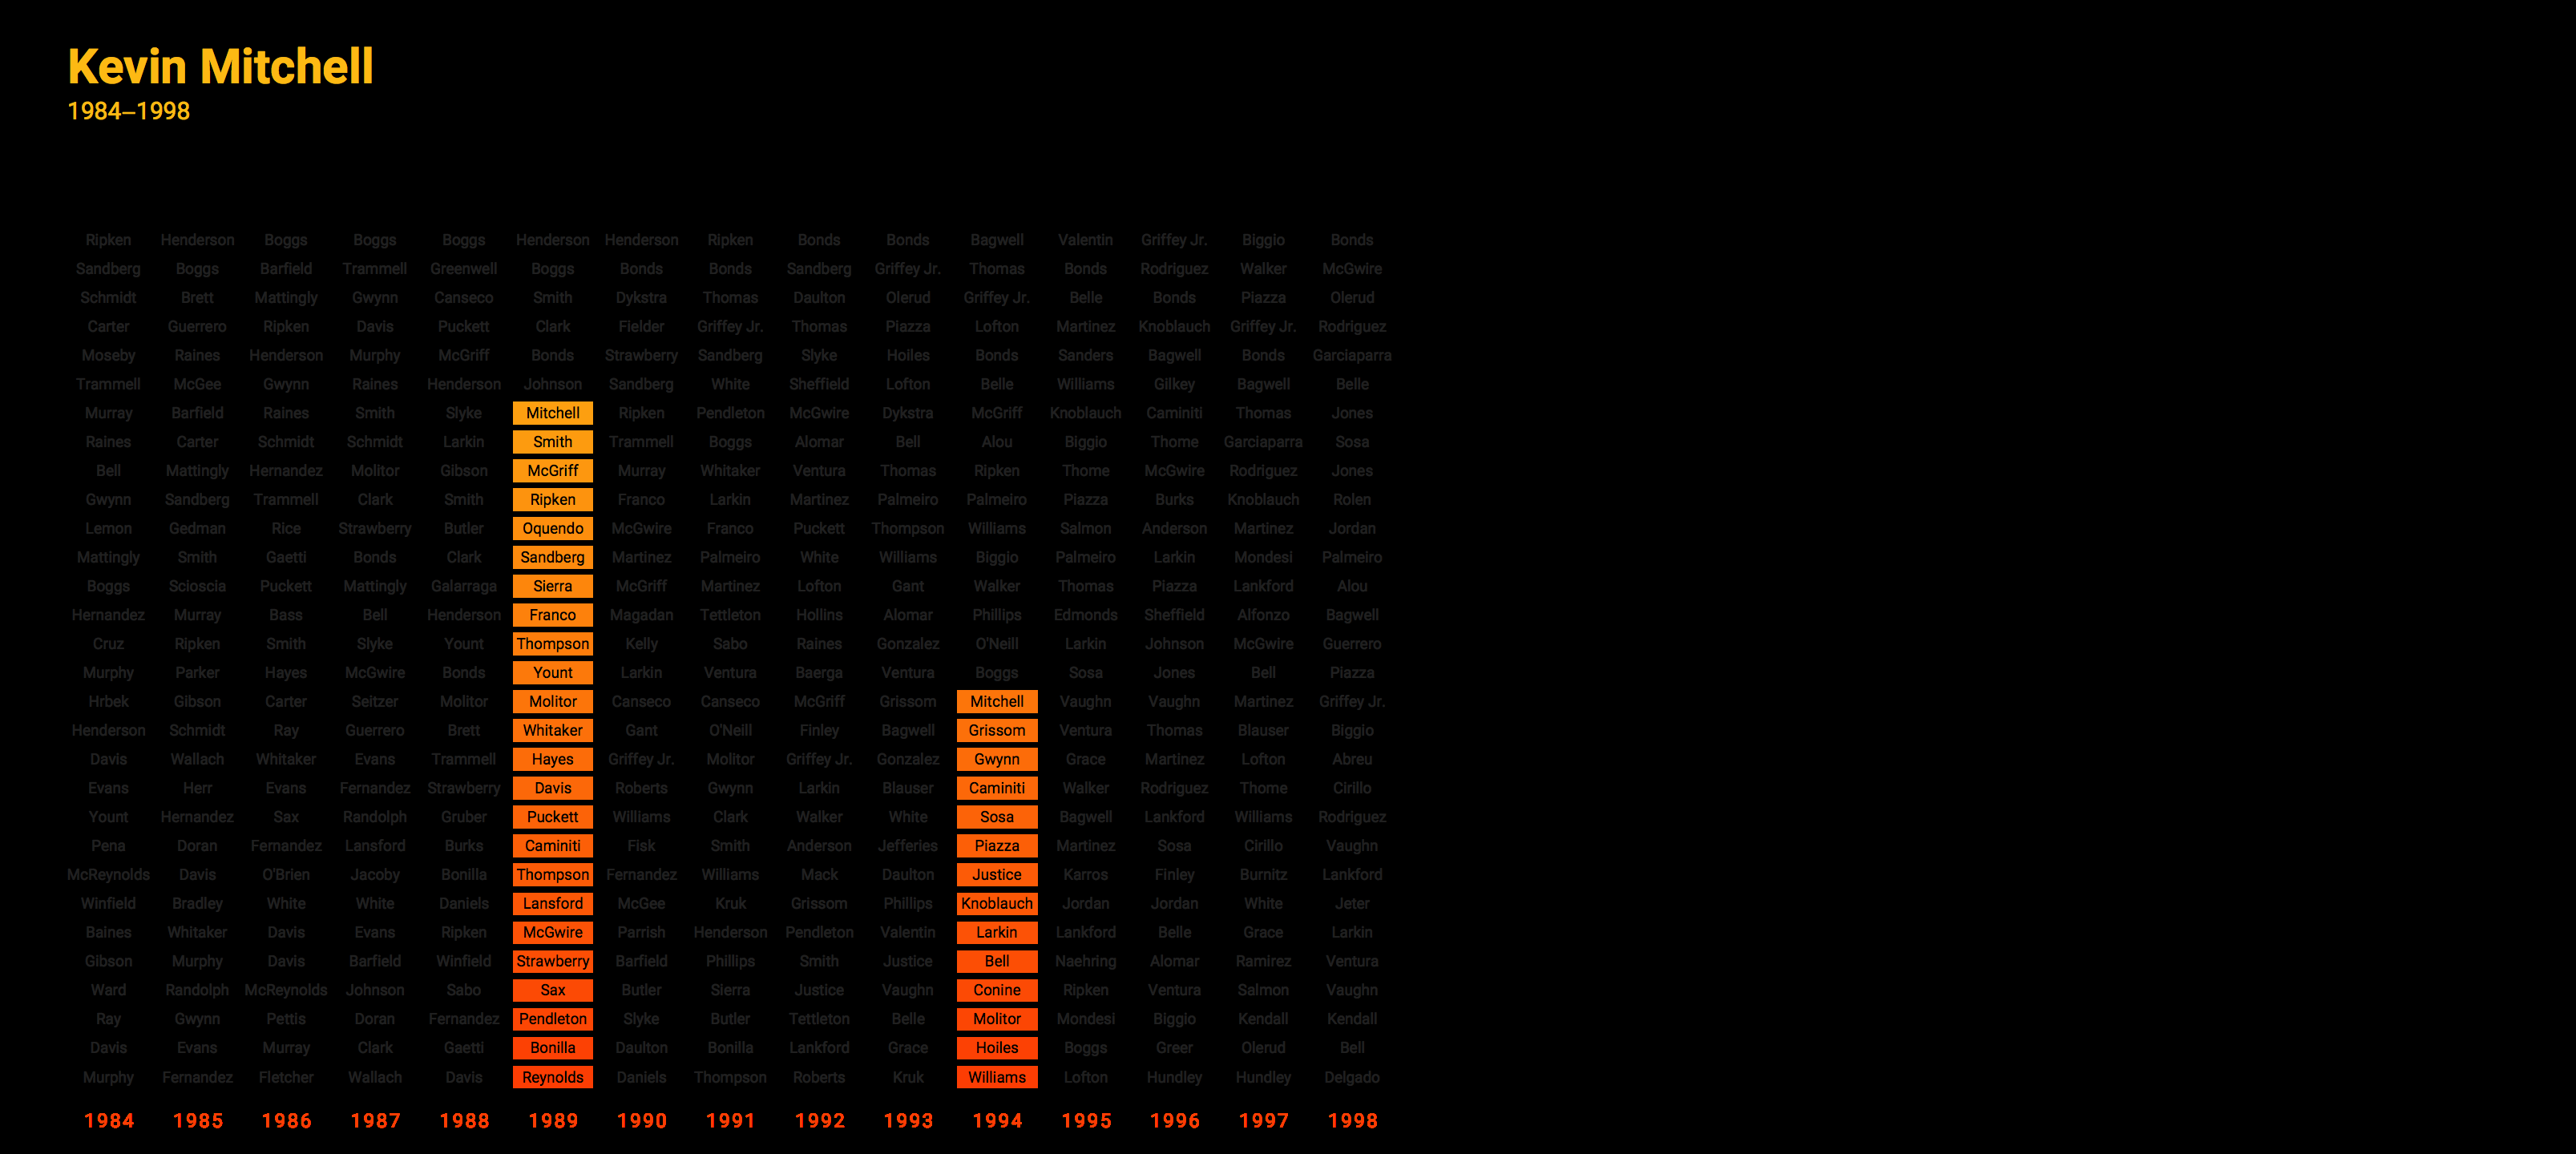 Kevin Mitchell
1984–1998
Ripken Henderson Boggs Boggs Boggs Henderson Henderson Ripken Bonds Bonds Bagwell Valentin Griffey Jr. Biggio Bonds
Sandberg Boggs Barfield Trammell Greenwell Boggs Bonds Bonds Sandberg Griffey Jr. Thomas Bonds Rodriguez Walker McGwire
Schmidt Brett Mattingly Gwynn Canseco Smith Dykstra Thomas Daulton Olerud Griffey Jr. Belle Bonds Piazza Olerud
Carter Guerrero Ripken Davis Puckett Clark Fielder Griffey Jr. Thomas Piazza Lofton Martinez Knoblauch Griffey Jr. Rodriguez
Moseby Raines Henderson Murphy McGriff Bonds Strawberry Sandberg Slyke Hoiles Bonds Sanders Bagwell Bonds Garciaparra
Trammell McGee Gwynn Raines Henderson Johnson Sandberg White Sheffield Lofton Belle Williams Gilkey Bagwell Belle
Murray Barfield Raines Smith Slyke Mitchell Ripken Pendleton McGwire Dykstra McGriff Knoblauch Caminiti Thomas Jones
Raines Carter Schmidt Schmidt Larkin Smith Trammell Boggs Alomar Bell Alou Biggio Thome Garciaparra Sosa
Bell Mattingly Hernandez Molitor Gibson McGriff Murray Whitaker Ventura Thomas Ripken Thome McGwire Rodriguez Jones
Gwynn Sandberg Trammell Clark Smith Ripken Franco Larkin Martinez Palmeiro Palmeiro Piazza Burks Knoblauch Rolen
Lemon Gedman Rice Strawberry Butler Oquendo McGwire Franco Puckett Thompson Williams Salmon Anderson Martinez Jordan
Mattingly Smith Gaetti Bonds Clark Sandberg Martinez Palmeiro White Williams Biggio Palmeiro Larkin Mondesi Palmeiro
Boggs Scioscia Puckett Mattingly Galarraga Sierra McGriff Martinez Lofton Gant Walker Thomas Piazza Lankford Alou
Hernandez Murray Bass Bell Henderson Franco Magadan Tettleton Hollins Alomar Phillips Edmonds Sheffield Alfonzo Bagwell
Cruz Ripken Smith Slyke Yount Thompson Kelly Sabo Raines Gonzalez O'Neill Larkin Johnson McGwire Guerrero
Murphy Parker Hayes McGwire Bonds Yount Larkin Ventura Baerga Ventura Boggs Sosa Jones Bell Piazza
Hrbek Gibson Carter Seitzer Molitor Molitor Canseco Canseco McGriff Grissom Mitchell Vaughn Vaughn Martinez Griffey Jr.
Henderson Schmidt Ray Guerrero Brett Whitaker Gant O'Neill Finley Bagwell Grissom Ventura Thomas Blauser Biggio
Davis Wallach Whitaker Evans Trammell Hayes Griffey Jr. Molitor Griffey Jr. Gonzalez Gwynn Grace Martinez Lofton Abreu
Evans Herr Evans Fernandez Strawberry Davis Roberts Gwynn Larkin Blauser Caminiti Walker Rodriguez Thome Cirillo
Yount Hernandez Sax Randolph Gruber Puckett Williams Clark Walker White Sosa Bagwell Lankford Williams Rodriguez
Pena Doran Fernandez Lansford Burks Caminiti Fisk Smith Anderson Jefferies Piazza Martinez Sosa Cirillo Vaughn
McReynolds Davis O'Brien Jacoby Bonilla Thompson Fernandez Williams Mack Daulton Justice Karros Finley Burnitz Lankford
Winfield Bradley White White Daniels Lansford McGee Kruk Grissom Phillips Knoblauch Jordan Jordan White Jeter
Baines Whitaker Davis Evans Ripken McGwire Parrish Henderson Pendleton Valentin Larkin Lankford Belle Grace Larkin
Gibson Murphy Davis Barfield Winfield Strawberry Barfield Phillips Smith Justice Bell Naehring Alomar Ramirez Ventura
Ward Randolph McReynolds Johnson Sabo Sax Butler Sierra Justice Vaughn Conine Ripken Ventura Salmon Vaughn
Ray Gwynn Pettis Doran Fernandez Pendleton Slyke Butler Tettleton Belle Molitor Mondesi Biggio Kendall Kendall
Davis Evans Murray Clark Gaetti Bonilla Daulton Bonilla Lankford Grace Hoiles Boggs Greer Olerud Bell
Murphy Fernandez Fletcher Wallach Davis Reynolds Daniels Thompson Roberts Kruk Williams Lofton Hundley Hundley Delgado
1984 1985 1986 1987 1988 1989 1990 1991 1992 1993 1994 1995 1996 1997 1998